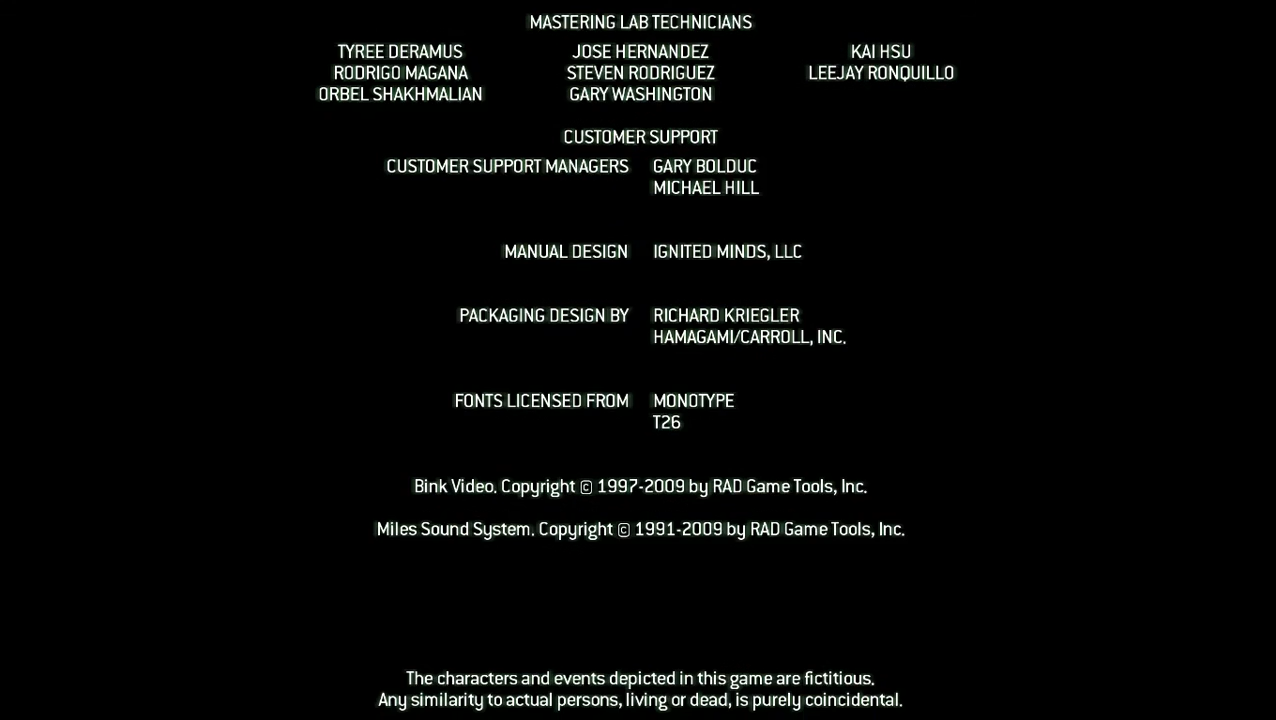 MASTERING LAB TECHNICIANS
TYREE DERAMUS JOSE HERNANDEZ KAI HSU
RODRIGO MAGANA STEVEN RODRIGUEZ LEEJAY RONQUILLO
ORBEL SHAKHMALIAN GARY WASHINGTON
CUSTOMER SUPPORT
CUSTOMER SUPPORT MANAGERS GARY BOLDUC
MICHAEL HILL
MANUAL DESIGN IGNITED MINDS, LLC
PACKAGING DESIGN BY RICHARD KRIEGLER
HAMAGAMI/CARROLL, INC.
FONTS LICENSED FROM MONOTYPE
T26
Bink Video. Copyright © 1997-2009 by RAD Game Tools, Inc.
Miles Sound System. Copyright © 1991-2009 by RAD Game Tools, Inc.
The characters and events depicted in this game are fictitious.
Any similarity to actual persons, living or dead, is purely coincidental.